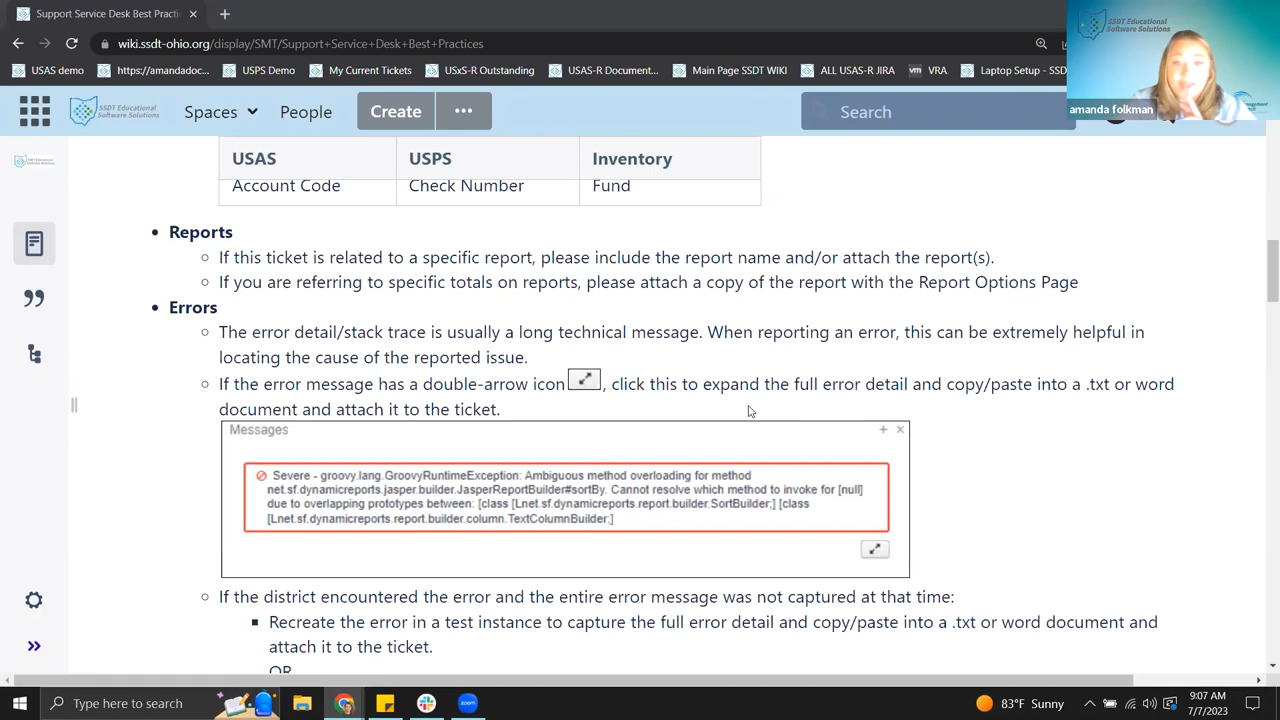 Support Service Desk Best Practi
wiki.ssdt-ohio.org/display/SMT/Support+Service+Desk+Best+Practices
USAS demo
https://amandadoc...
USPS Demo
My Current Tickets
USxS-R Outstanding
USAS-R Document...
Main Page SSDT WIKI
ALL USAS-R JIRA
vm VRA
Laptop Setup - SSD
SSDT Educational
Software Solutions
amanda folkman
SSDT Educational
Software Solutions
Spaces
People
Create
Search
USAS USPS Inventory
Account Code Check Number Fund
• Reports
If this ticket is related to a specific report, please include the report name and/or attach the report(s).
If you are referring to specific totals on reports, please attach a copy of the report with the Report Options Page
• Errors
The error detail/stack trace is usually a long technical message. When reporting an error, this can be extremely helpful in
locating the cause of the reported issue.
If the error message has a double-arrow icon , click this to expand the full error detail and copy/paste into a .txt or word
document and attach it to the ticket.
Messages
Severe - groovy.lang.GroovyRuntimeException: Ambiguous method overloading for method
net.sf.dynamicreports.jasper.builder.JasperReportBuilder#sortBy. Cannot resolve which method to invoke for [null]
due to overlapping prototypes between: [class [Lnet.sf.dynamicreports.report.builder.SortBuilder;] [class
[Lnet.sf.dynamicreports.report.builder.column.TextColumnBuilder;]
If the district encountered the error and the entire error message was not captured at that time:
Recreate the error in a test instance to capture the full error detail and copy/paste into a .txt or word document and
attach it to the ticket.
OR
Type here to search
zoom
83°F Sunny
9:07 AM
7/7/2023